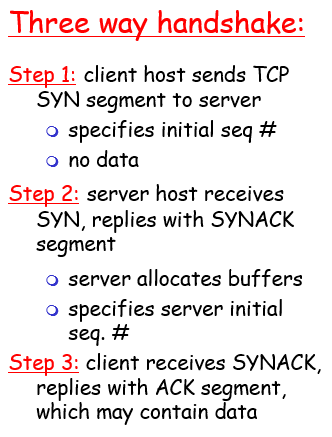 Three way handshake:
Step 1: client host sends TCP
SYN segment to server
specifies initial seq #
no data
Step 2: server host receives
SYN, replies with SYNACK
segment
server allocates buffers
specifies server initial
seq. #
Step 3: client receives SYNACK,
replies with ACK segment,
which may contain data